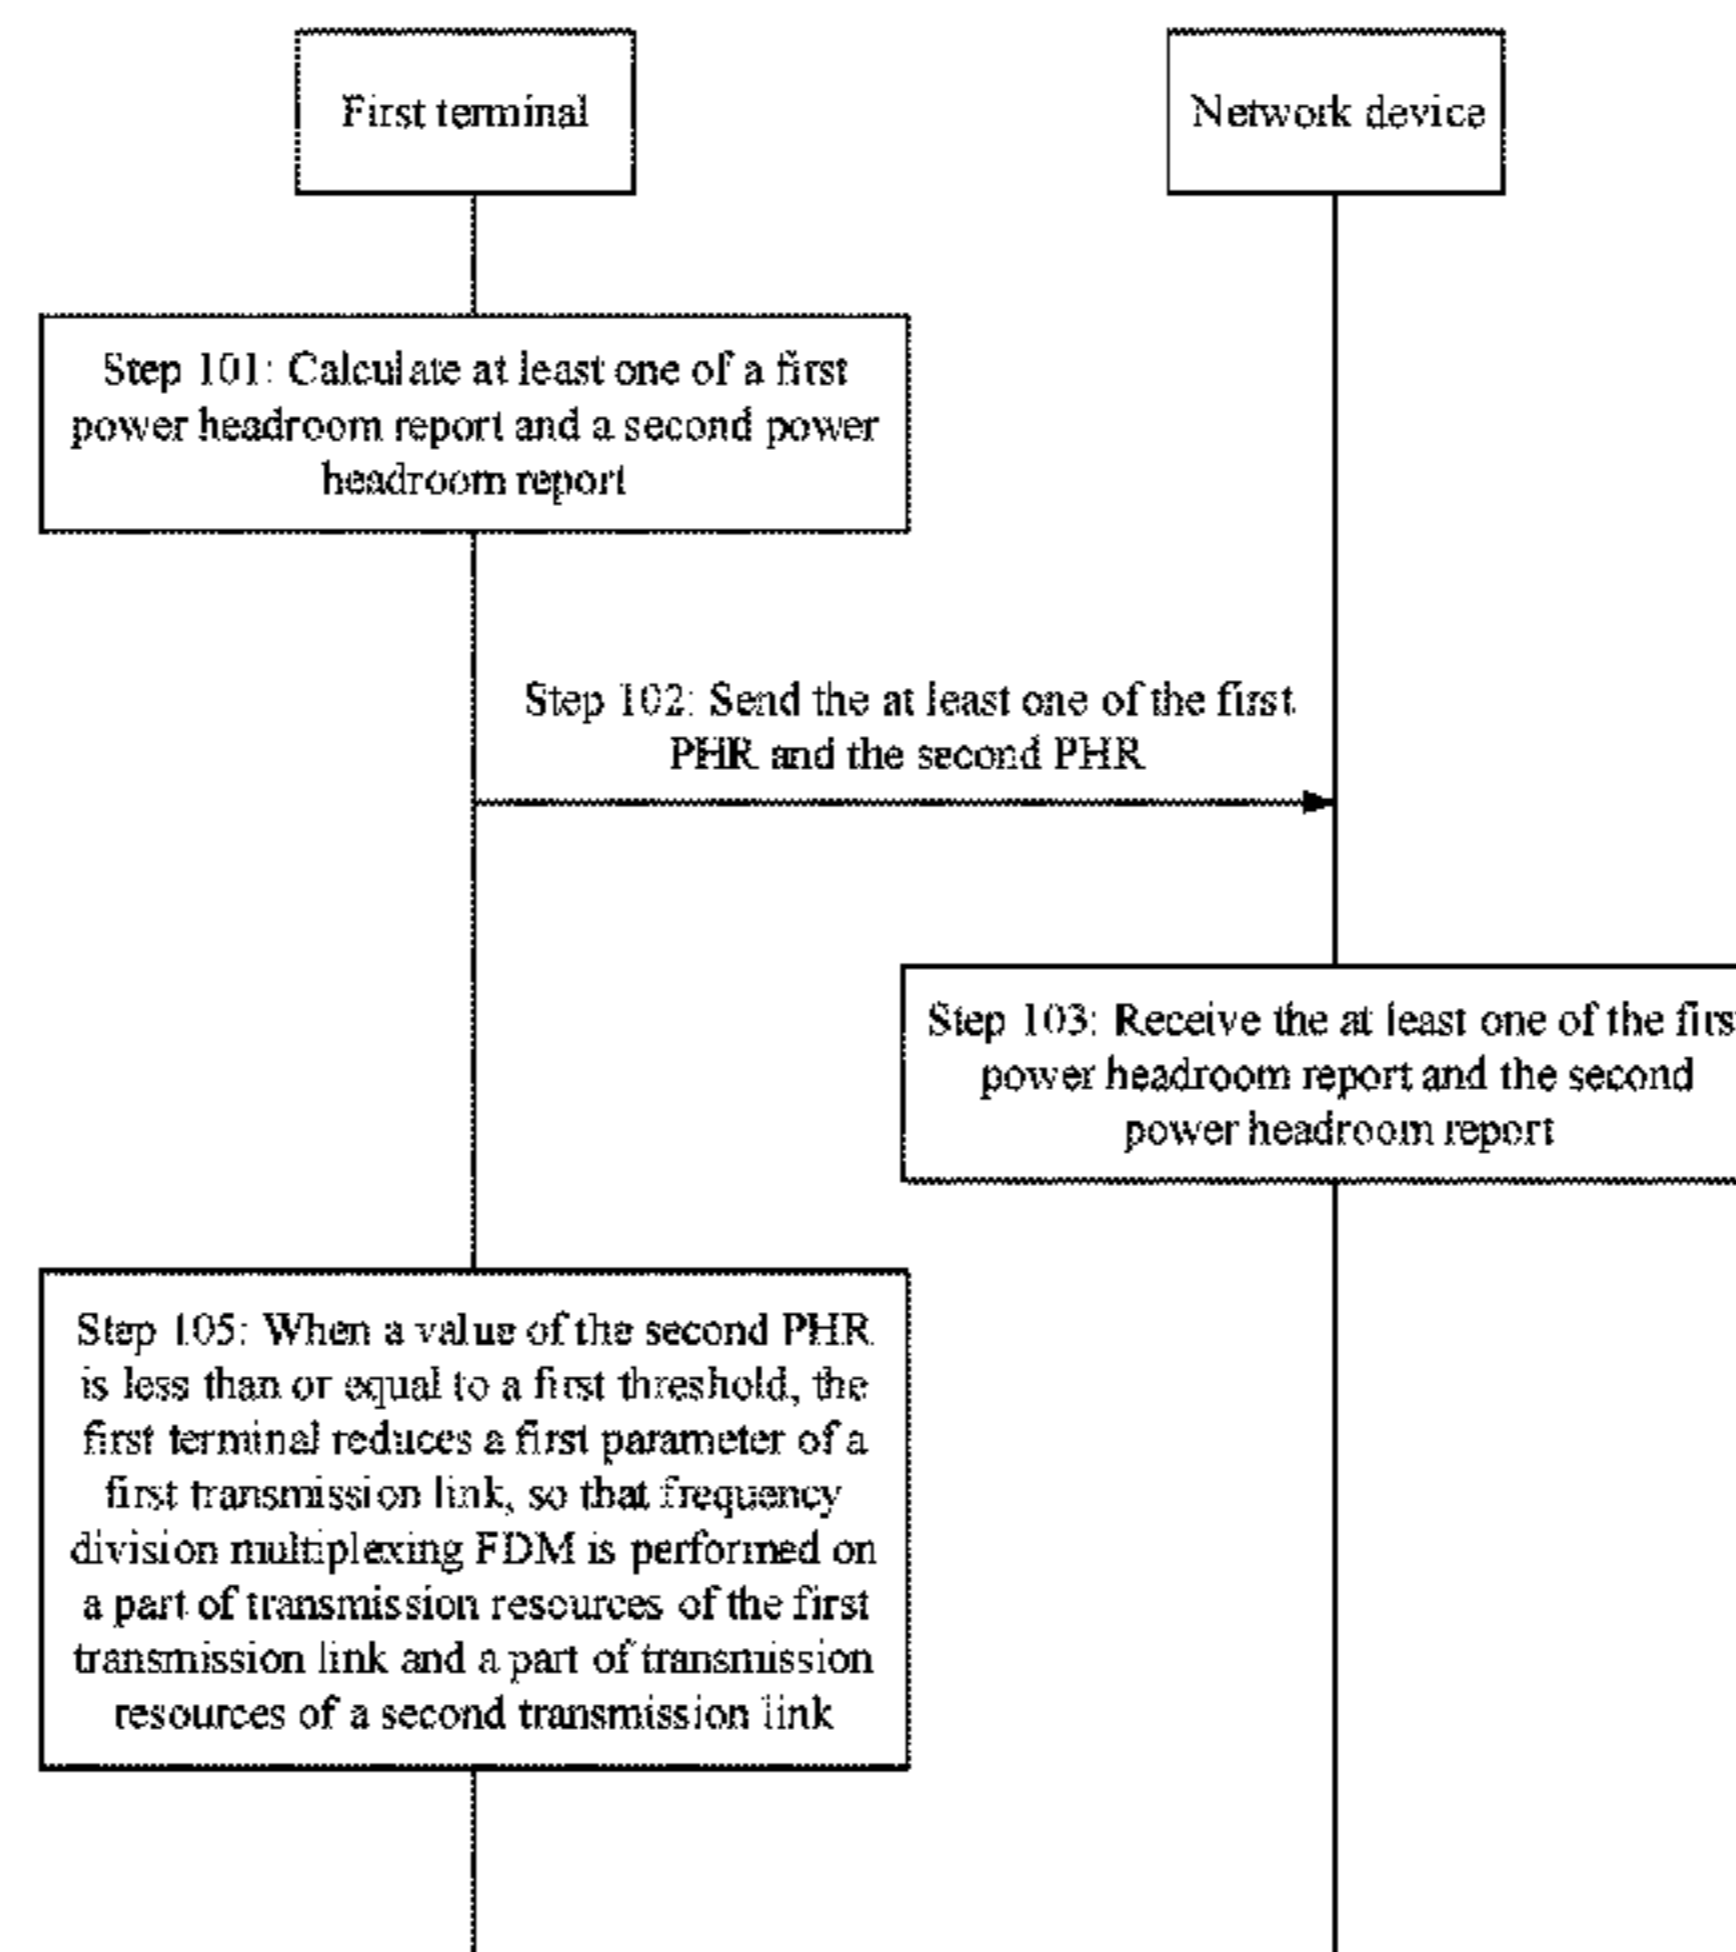 First terminal
Network device
Step 101: Calculate at least one of a first
power headroom report and a second power
headroom report
Step 102: Send the at least one of the first
PHR and the second PHR
Step 103: Receive the at least one of the firs
power headroom report and the second
power headroom report
Step 105: When a value of the second PHR
is less than or equal to a first threshold, the
first terminal reduces a first parameter of a
first transmission link, so that frequency
division multiplexing FDM is performed on
a part of transmission resources of the first
transmission link and a part of transmission
resources of a second transmission link